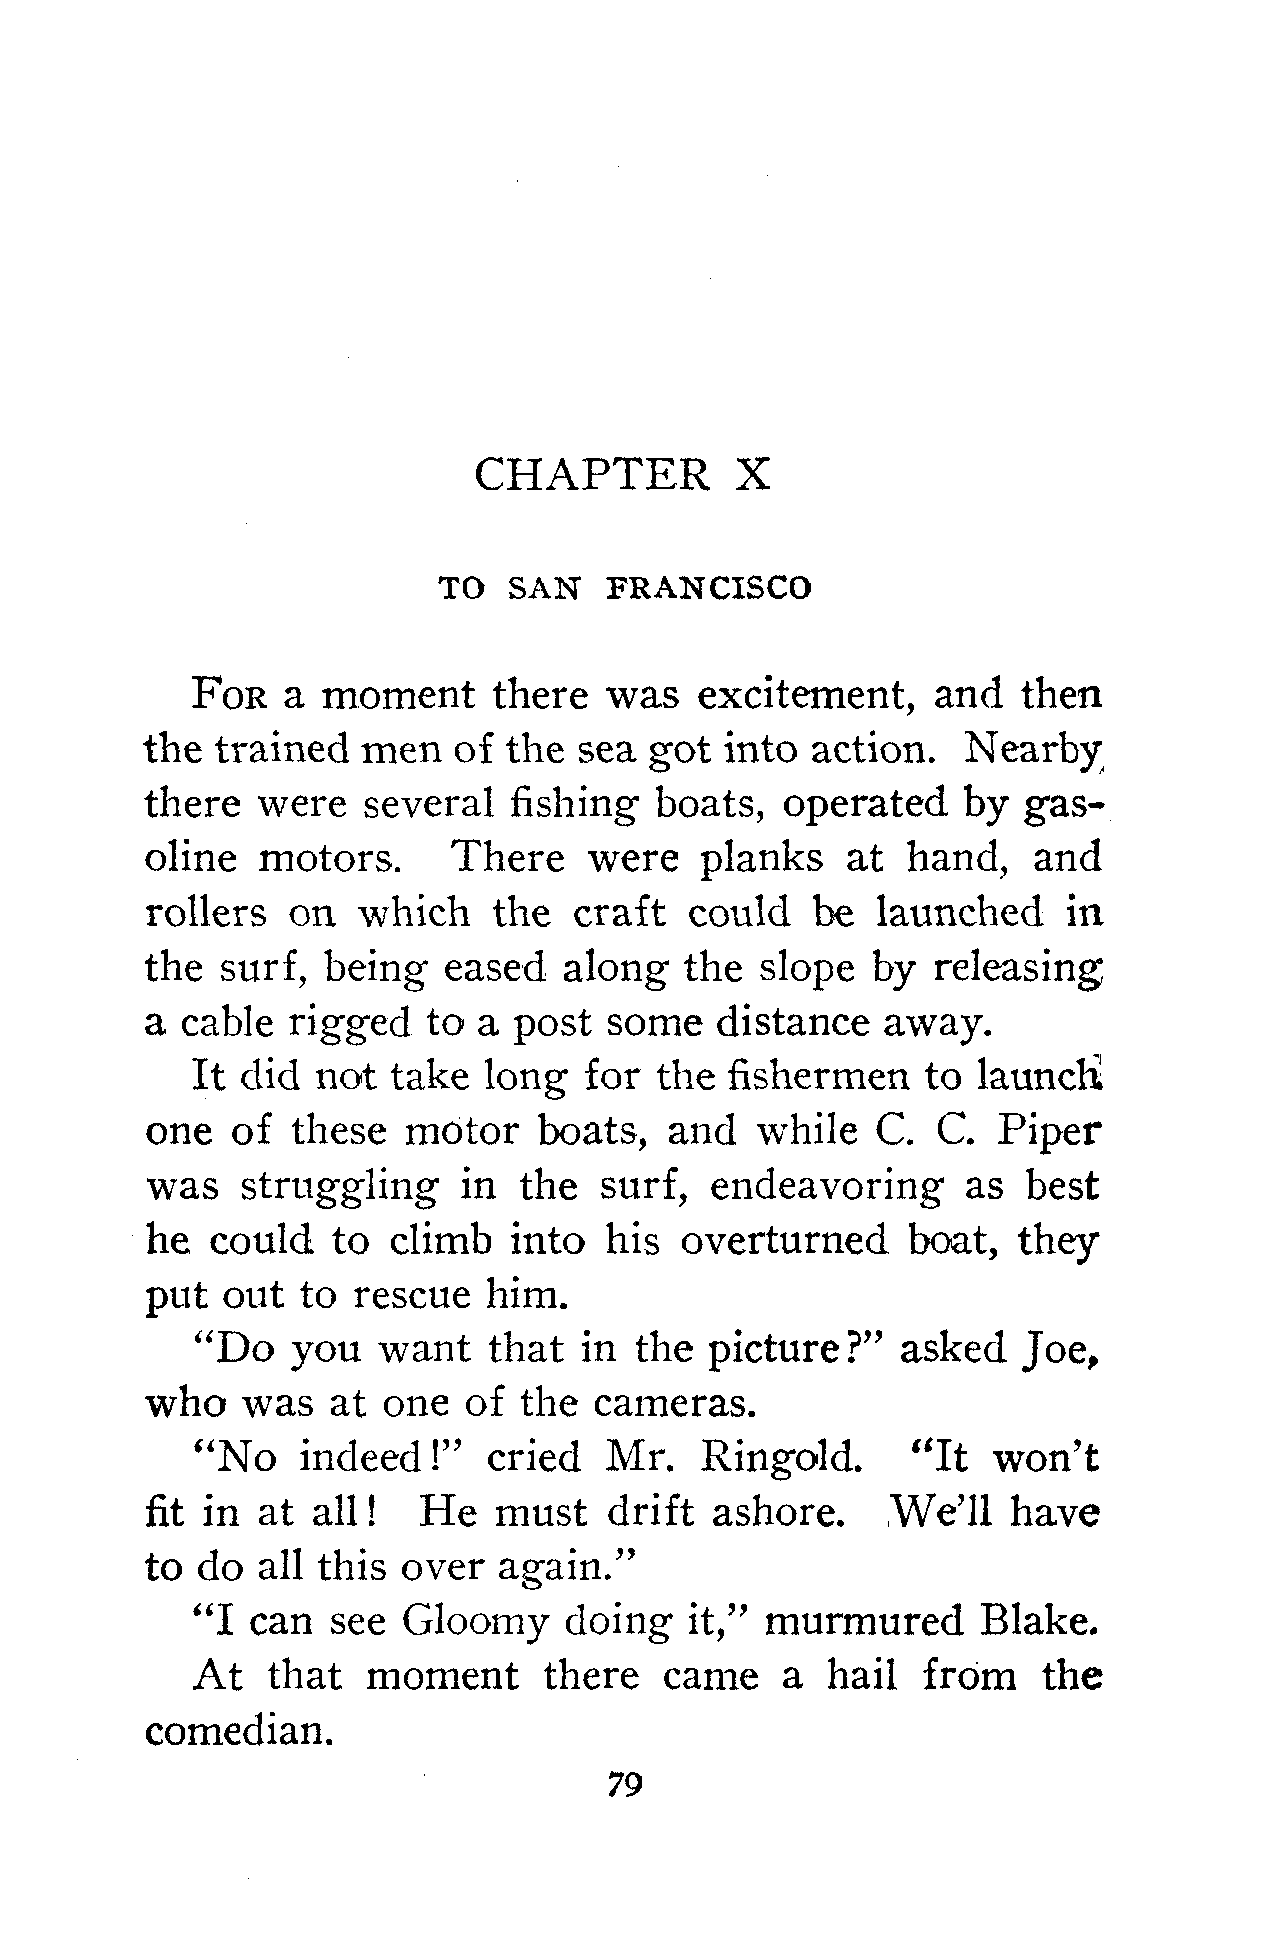 CHAPTER X
TO SAN FRANCISCO
FOR a moment there was excitement, and then
the trained men of the sea got into action. Nearby
there were several fishing boats, operated by gas-
oline motors. There were planks at hand, and
rollers on which the craft could be launched in
the surf, being eased along the slope by releasing
a cable rigged to a post some distance away.
It did not take long for the fishermen to launch
one of these motor boats, and while C. C. Piper
was struggling in the surf, endeavoring as best
he could to climb into his overturned boat, they
put out to rescue him.
“Do you want that in the picture?” asked Joe,
who was at one of the cameras.
“No indeed!” cried Mr. Ringold. “It won’t
fit in at all! He must drift ashore. We’ll have
to do all this over again.”
“I can see Gloomy doing it,” murmured Blake.
At that moment there came a hail from the
comedian.
79